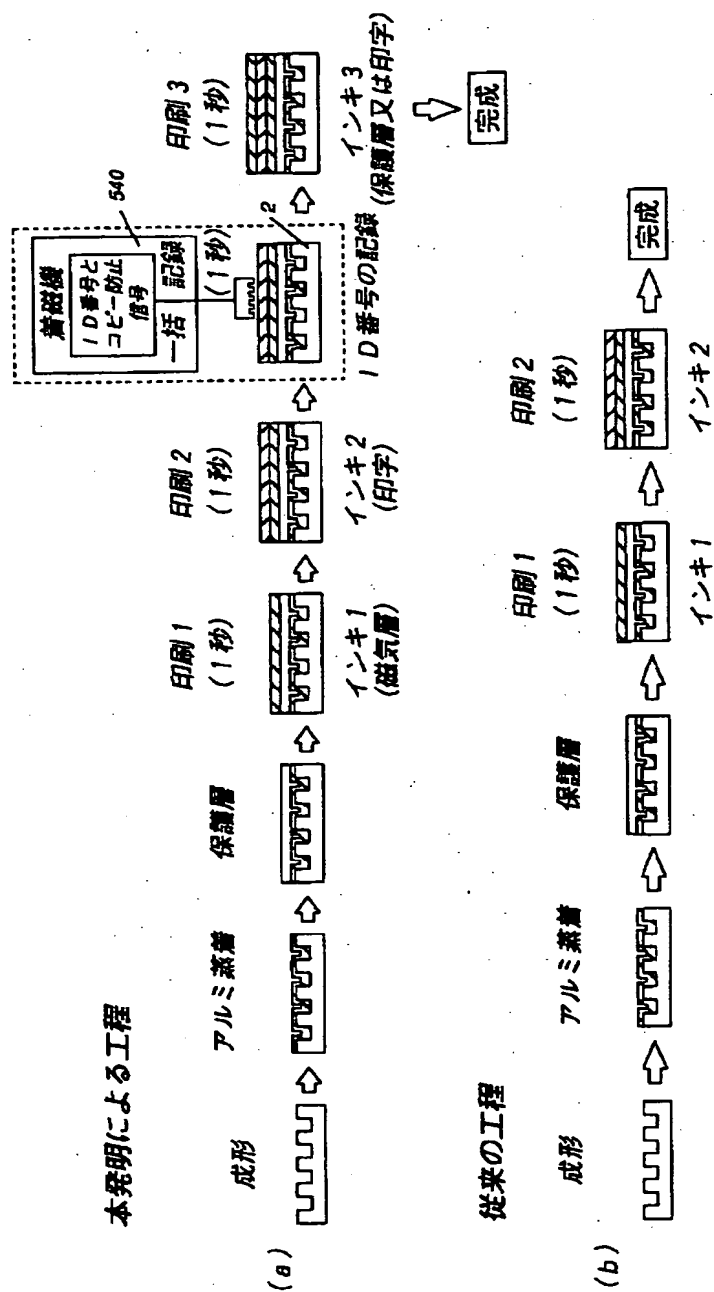 本発明による工程
(a)
成形
アルミ蒸着
保護層
印刷1
(1秒)
インキ1
(磁気層)
印刷2
(1秒)
インキ2
(印字)
着磁機
ID番号と
コピー防止
信号
一括
記録
(1秒)
540
2
ID番号の記録
印刷3
(1秒)
インキ3
(保護層又は印字)
完成
従来の工程
(b)
成形
アルミ蒸着
保護層
印刷1
(1秒)
インキ1
印刷2
(1秒)
インキ2
完成